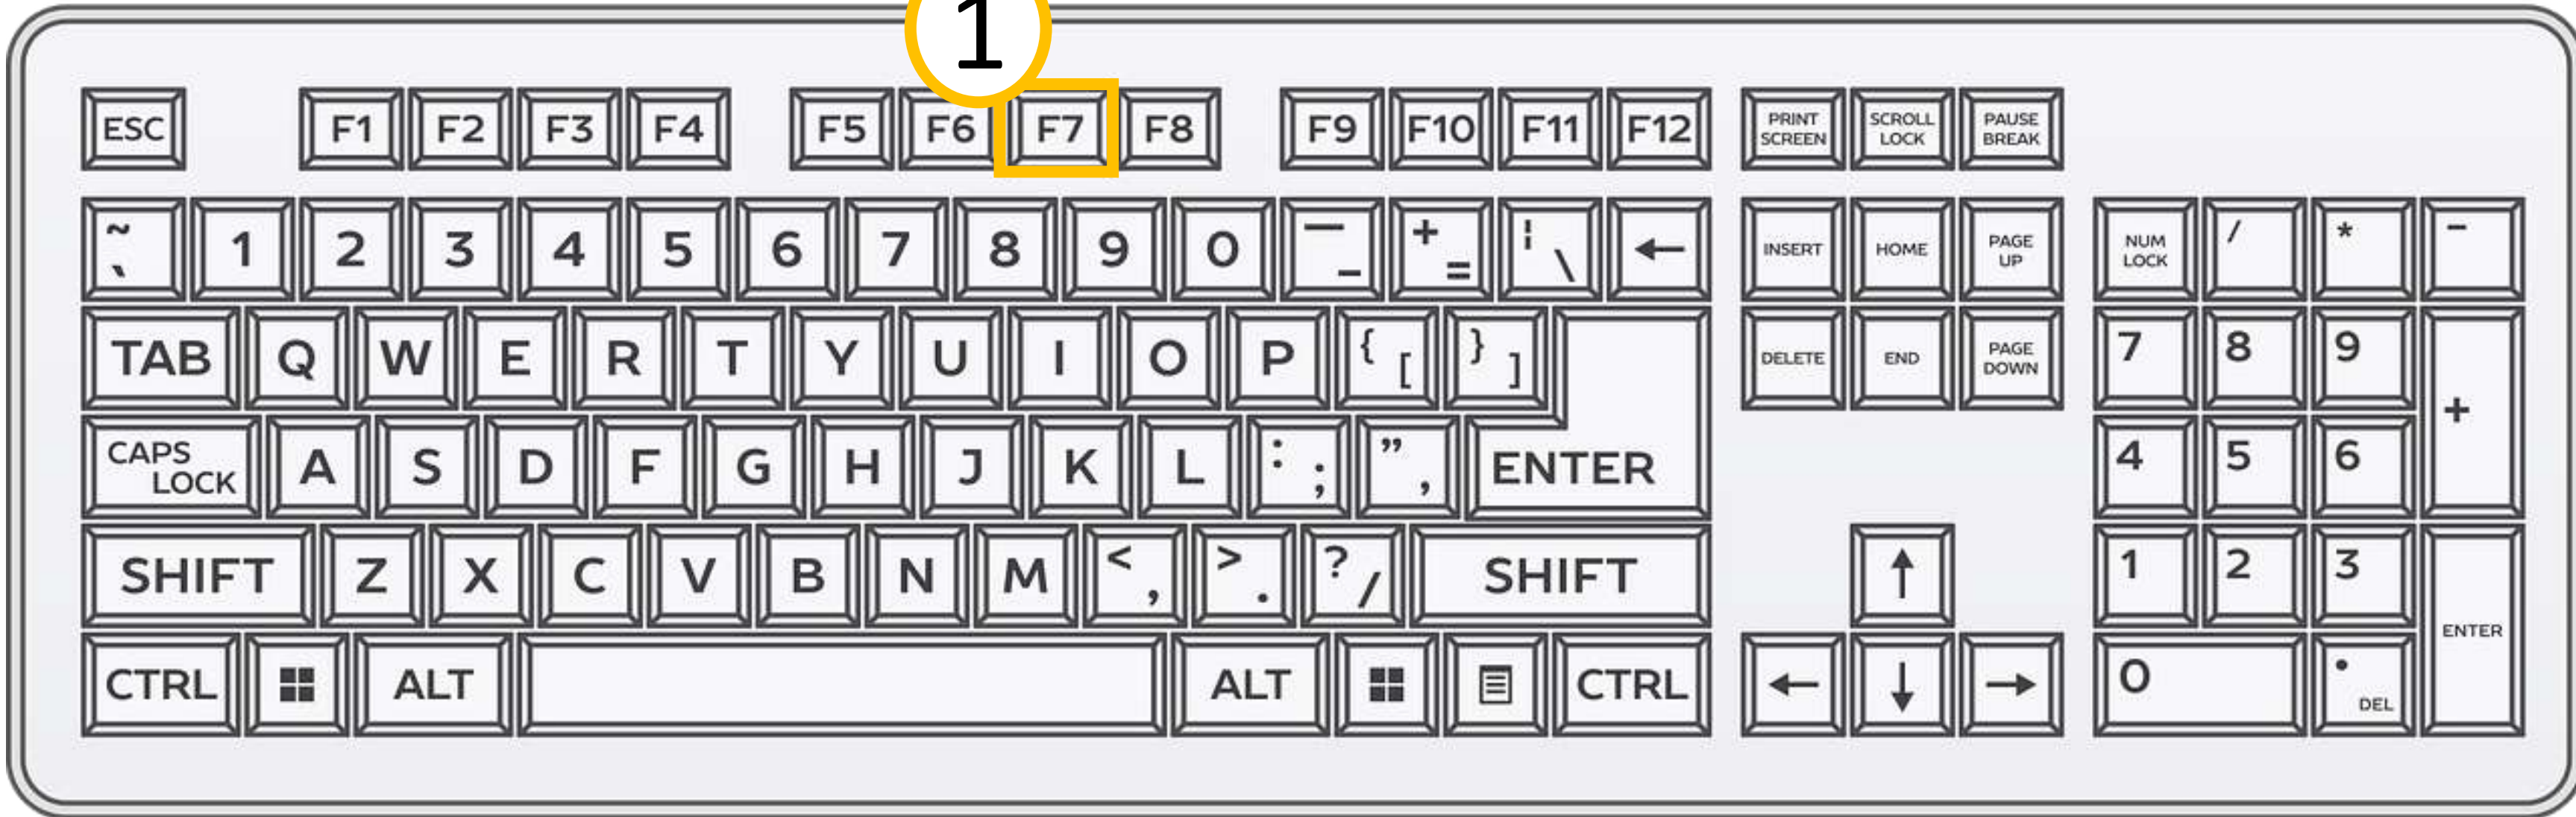 1
ESC F1 F2 F3 F4 F5 F6 F7 F8 F9 F10 F11 F12 PRINT SCREEN SCROLL LOCK PAUSE BREAK
~ ` 1 2 3 4 5 6 7 8 9 0 — – + = ¦ \ ← INSERT HOME PAGE UP NUM LOCK / * −
TAB Q W E R T Y U I O P { [ } ] DELETE END PAGE DOWN 7 8 9 +
CAPS LOCK A S D F G H J K L : ; ” , ENTER 4 5 6
SHIFT Z X C V B N M < , > . ? / SHIFT ↑ 1 2 3 ENTER
CTRL ALT ALT CTRL ← ↓ → 0 • DEL